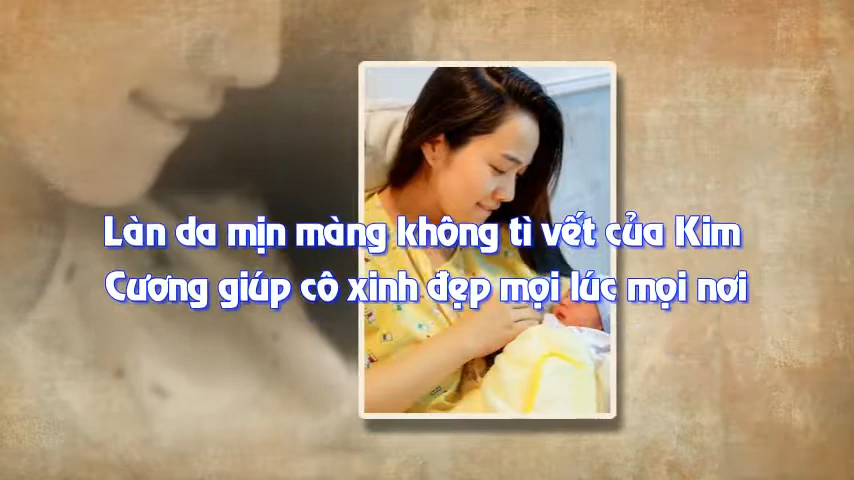 Làn da mịn màng không tì vết của Kim
Cương giúp cô xinh đẹp mọi lúc mọi nơi